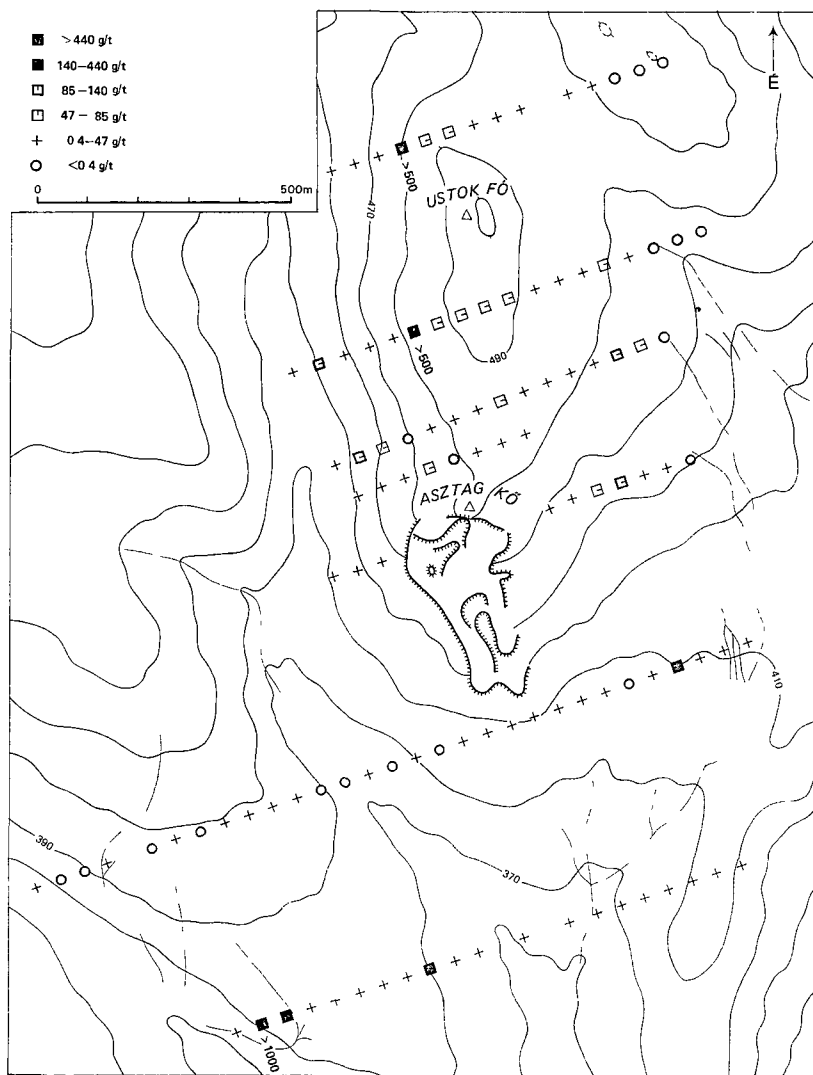 >440 g/t
140–440 g/t
85–140 g/t
47–85 g/t
0 4–47 g/t
<0 4 g/t
0 500m
E
>500
USTOK FŐ
470
>500
490
ASZTAG KŐ
410
390
370
>1000